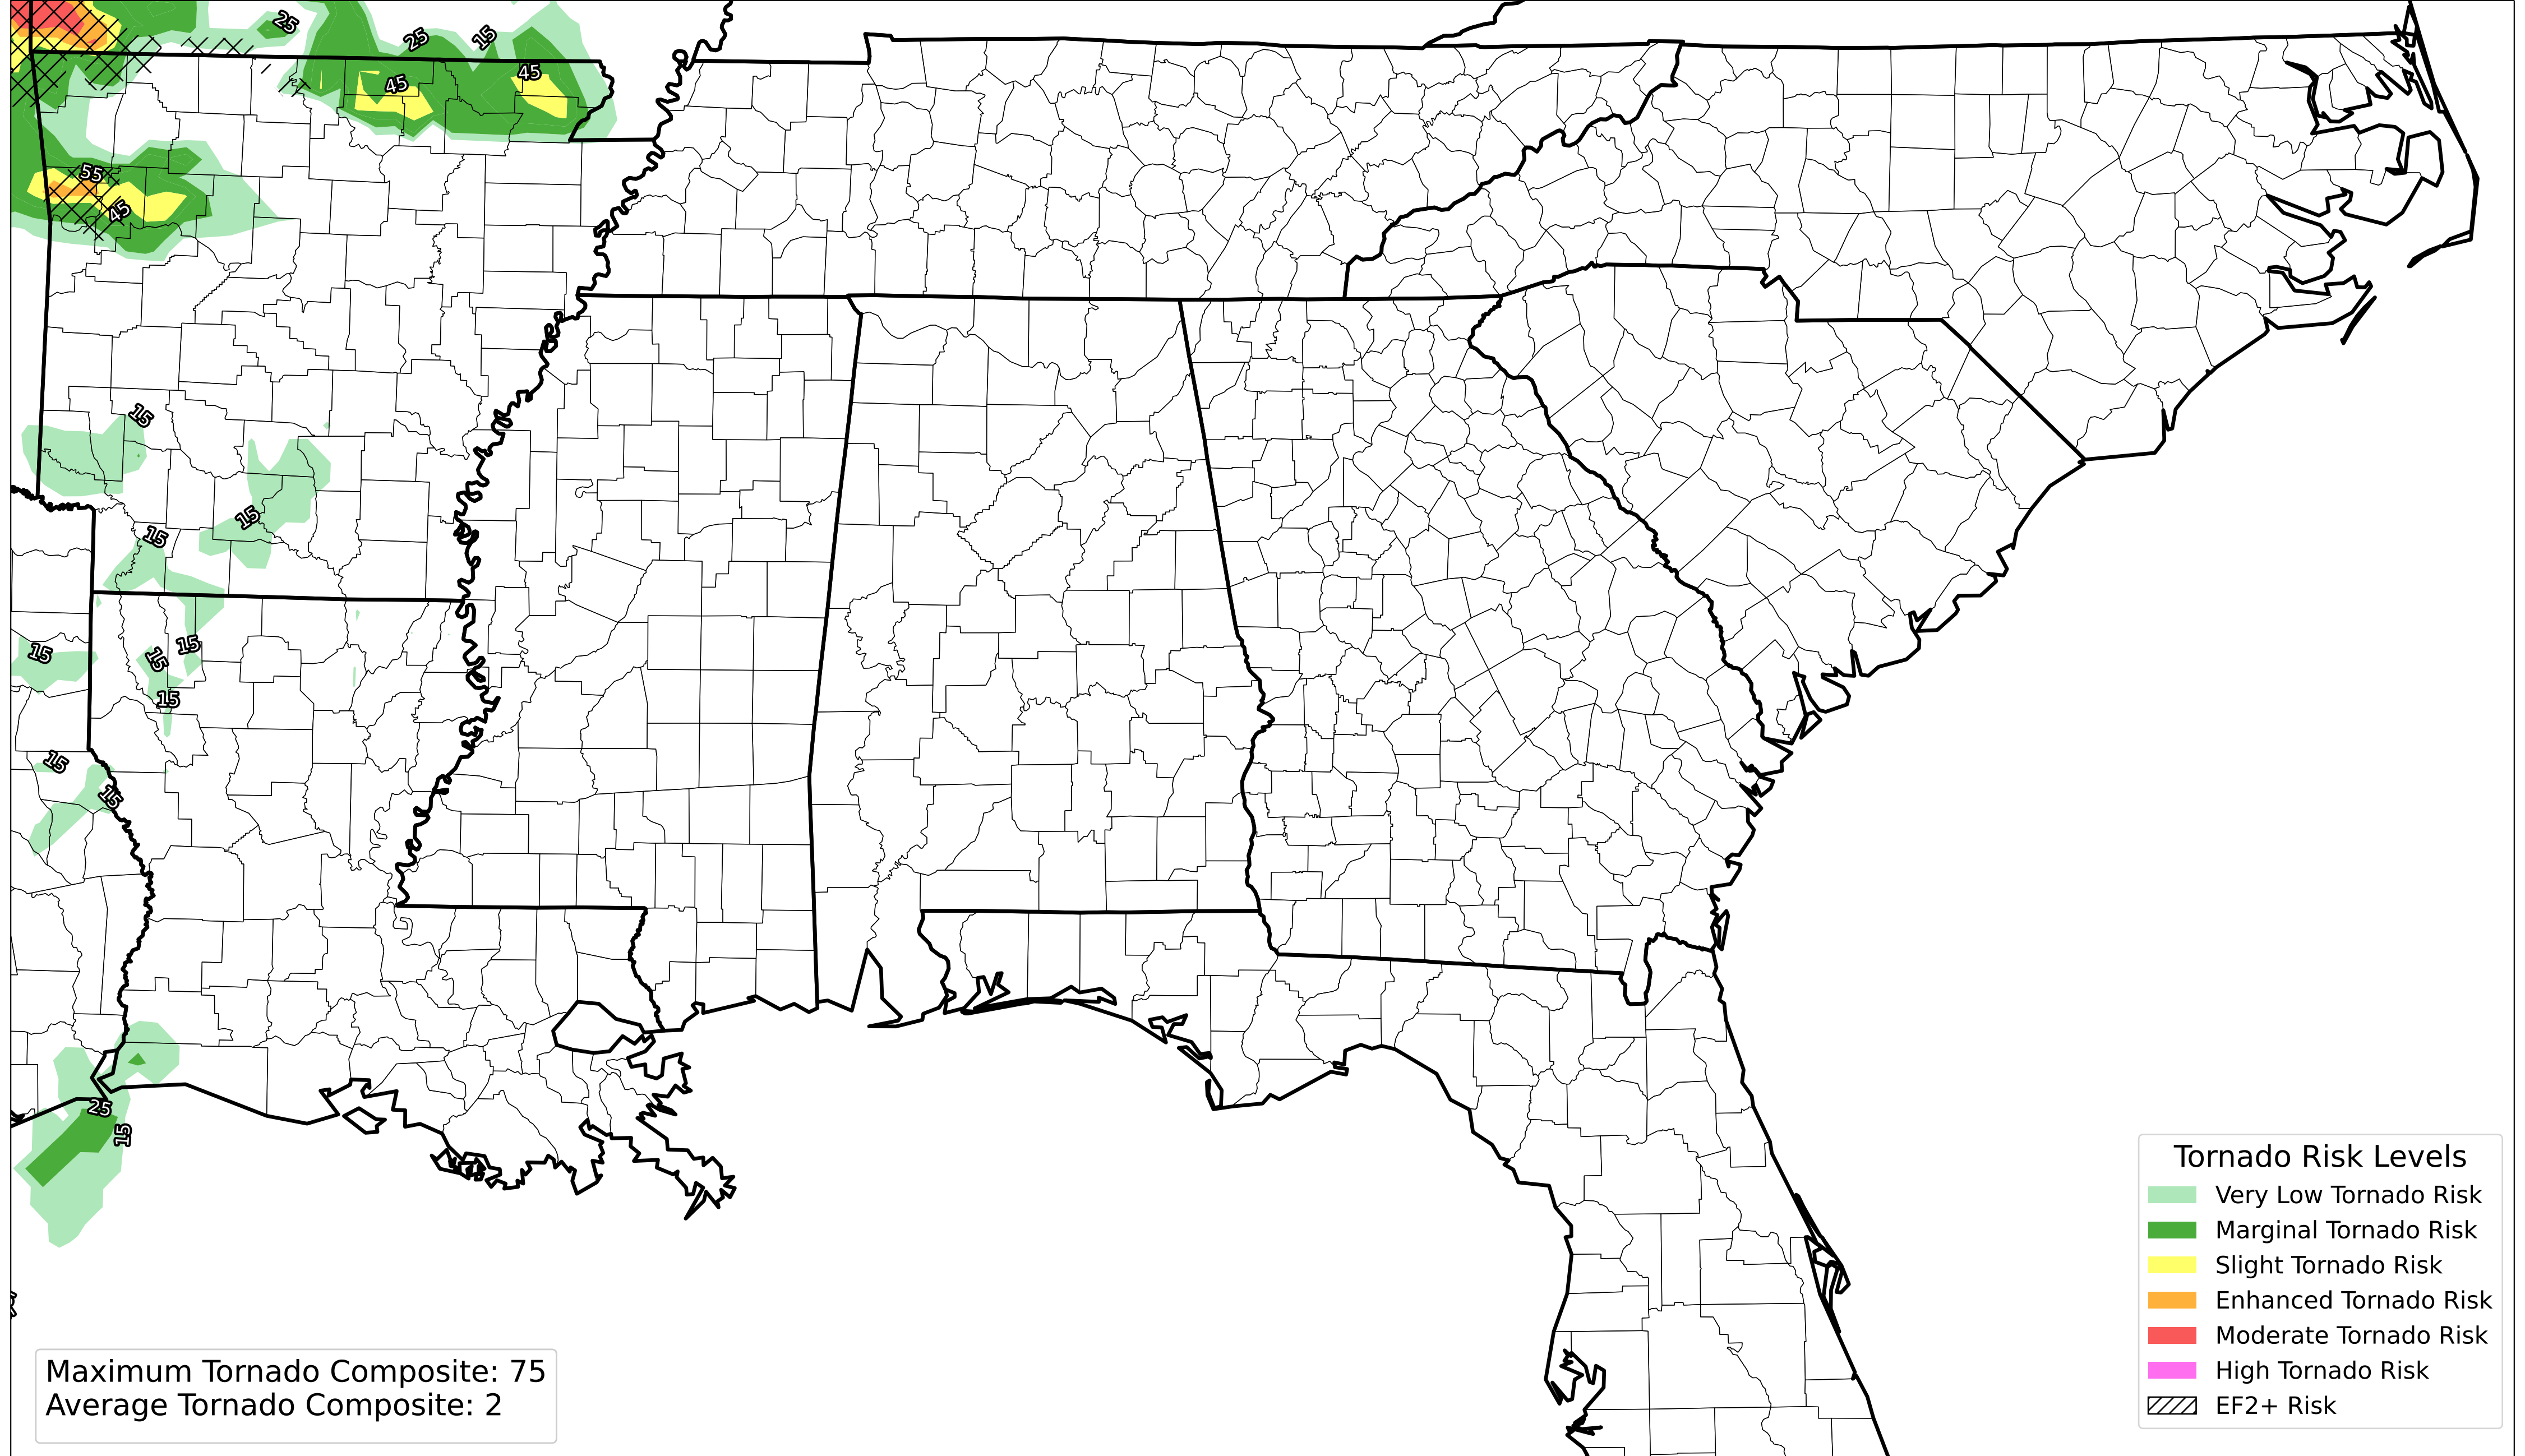 25
25
15
45
45
55
45
15
15
15
15
15
15
15
15
15
25
15
Tornado Risk Levels
Very Low Tornado Risk
Marginal Tornado Risk
Slight Tornado Risk
Enhanced Tornado Risk
Moderate Tornado Risk
High Tornado Risk
EF2+ Risk
Maximum Tornado Composite: 75
Average Tornado Composite: 2